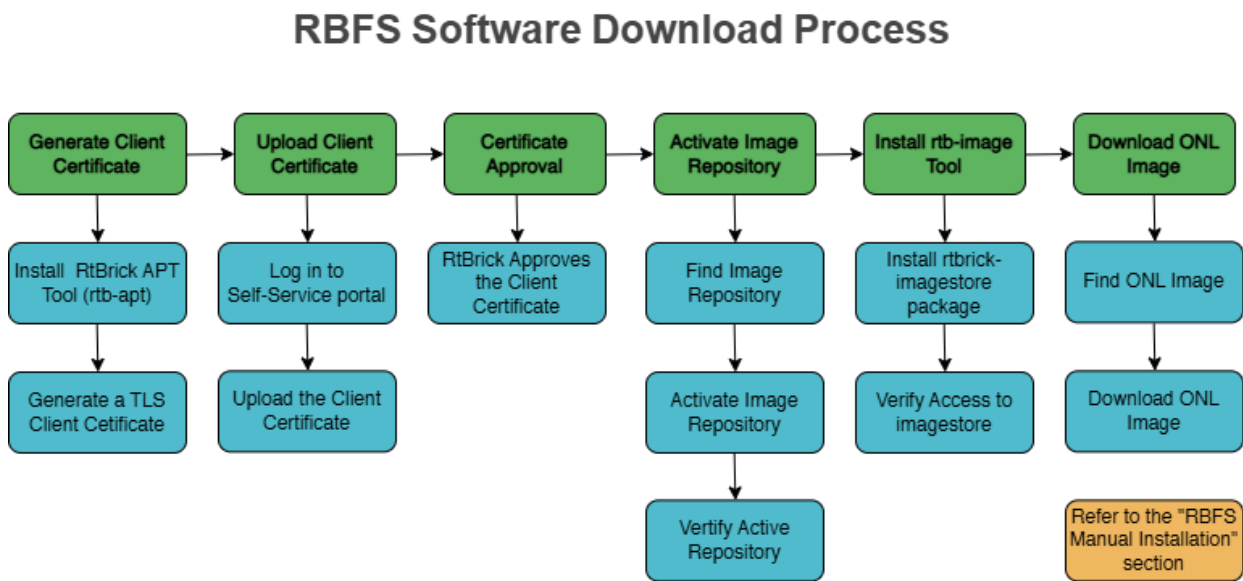 RBFS Software Download Process
Generate Client
Certificate
Upload Client
Certificate
Certificate
Approval
Activate Image
Repository
Install rtb-image
Tool
Download ONL
Image
Install RtBrick APT
Tool (rtb-apt)
Log in to
Self-Service portal
RtBrick Approves
the Client
Certificate
Find Image
Repository
Install rtbrick-
imagestore
package
Find ONL Image
Generate a TLS
Client Cetificate
Upload the Client
Certificate
Activate Image
Repository
Verify Access to
imagestore
Download ONL
Image
Vertify Active
Repository
Refer to the "RBFS
Manual Installation"
section